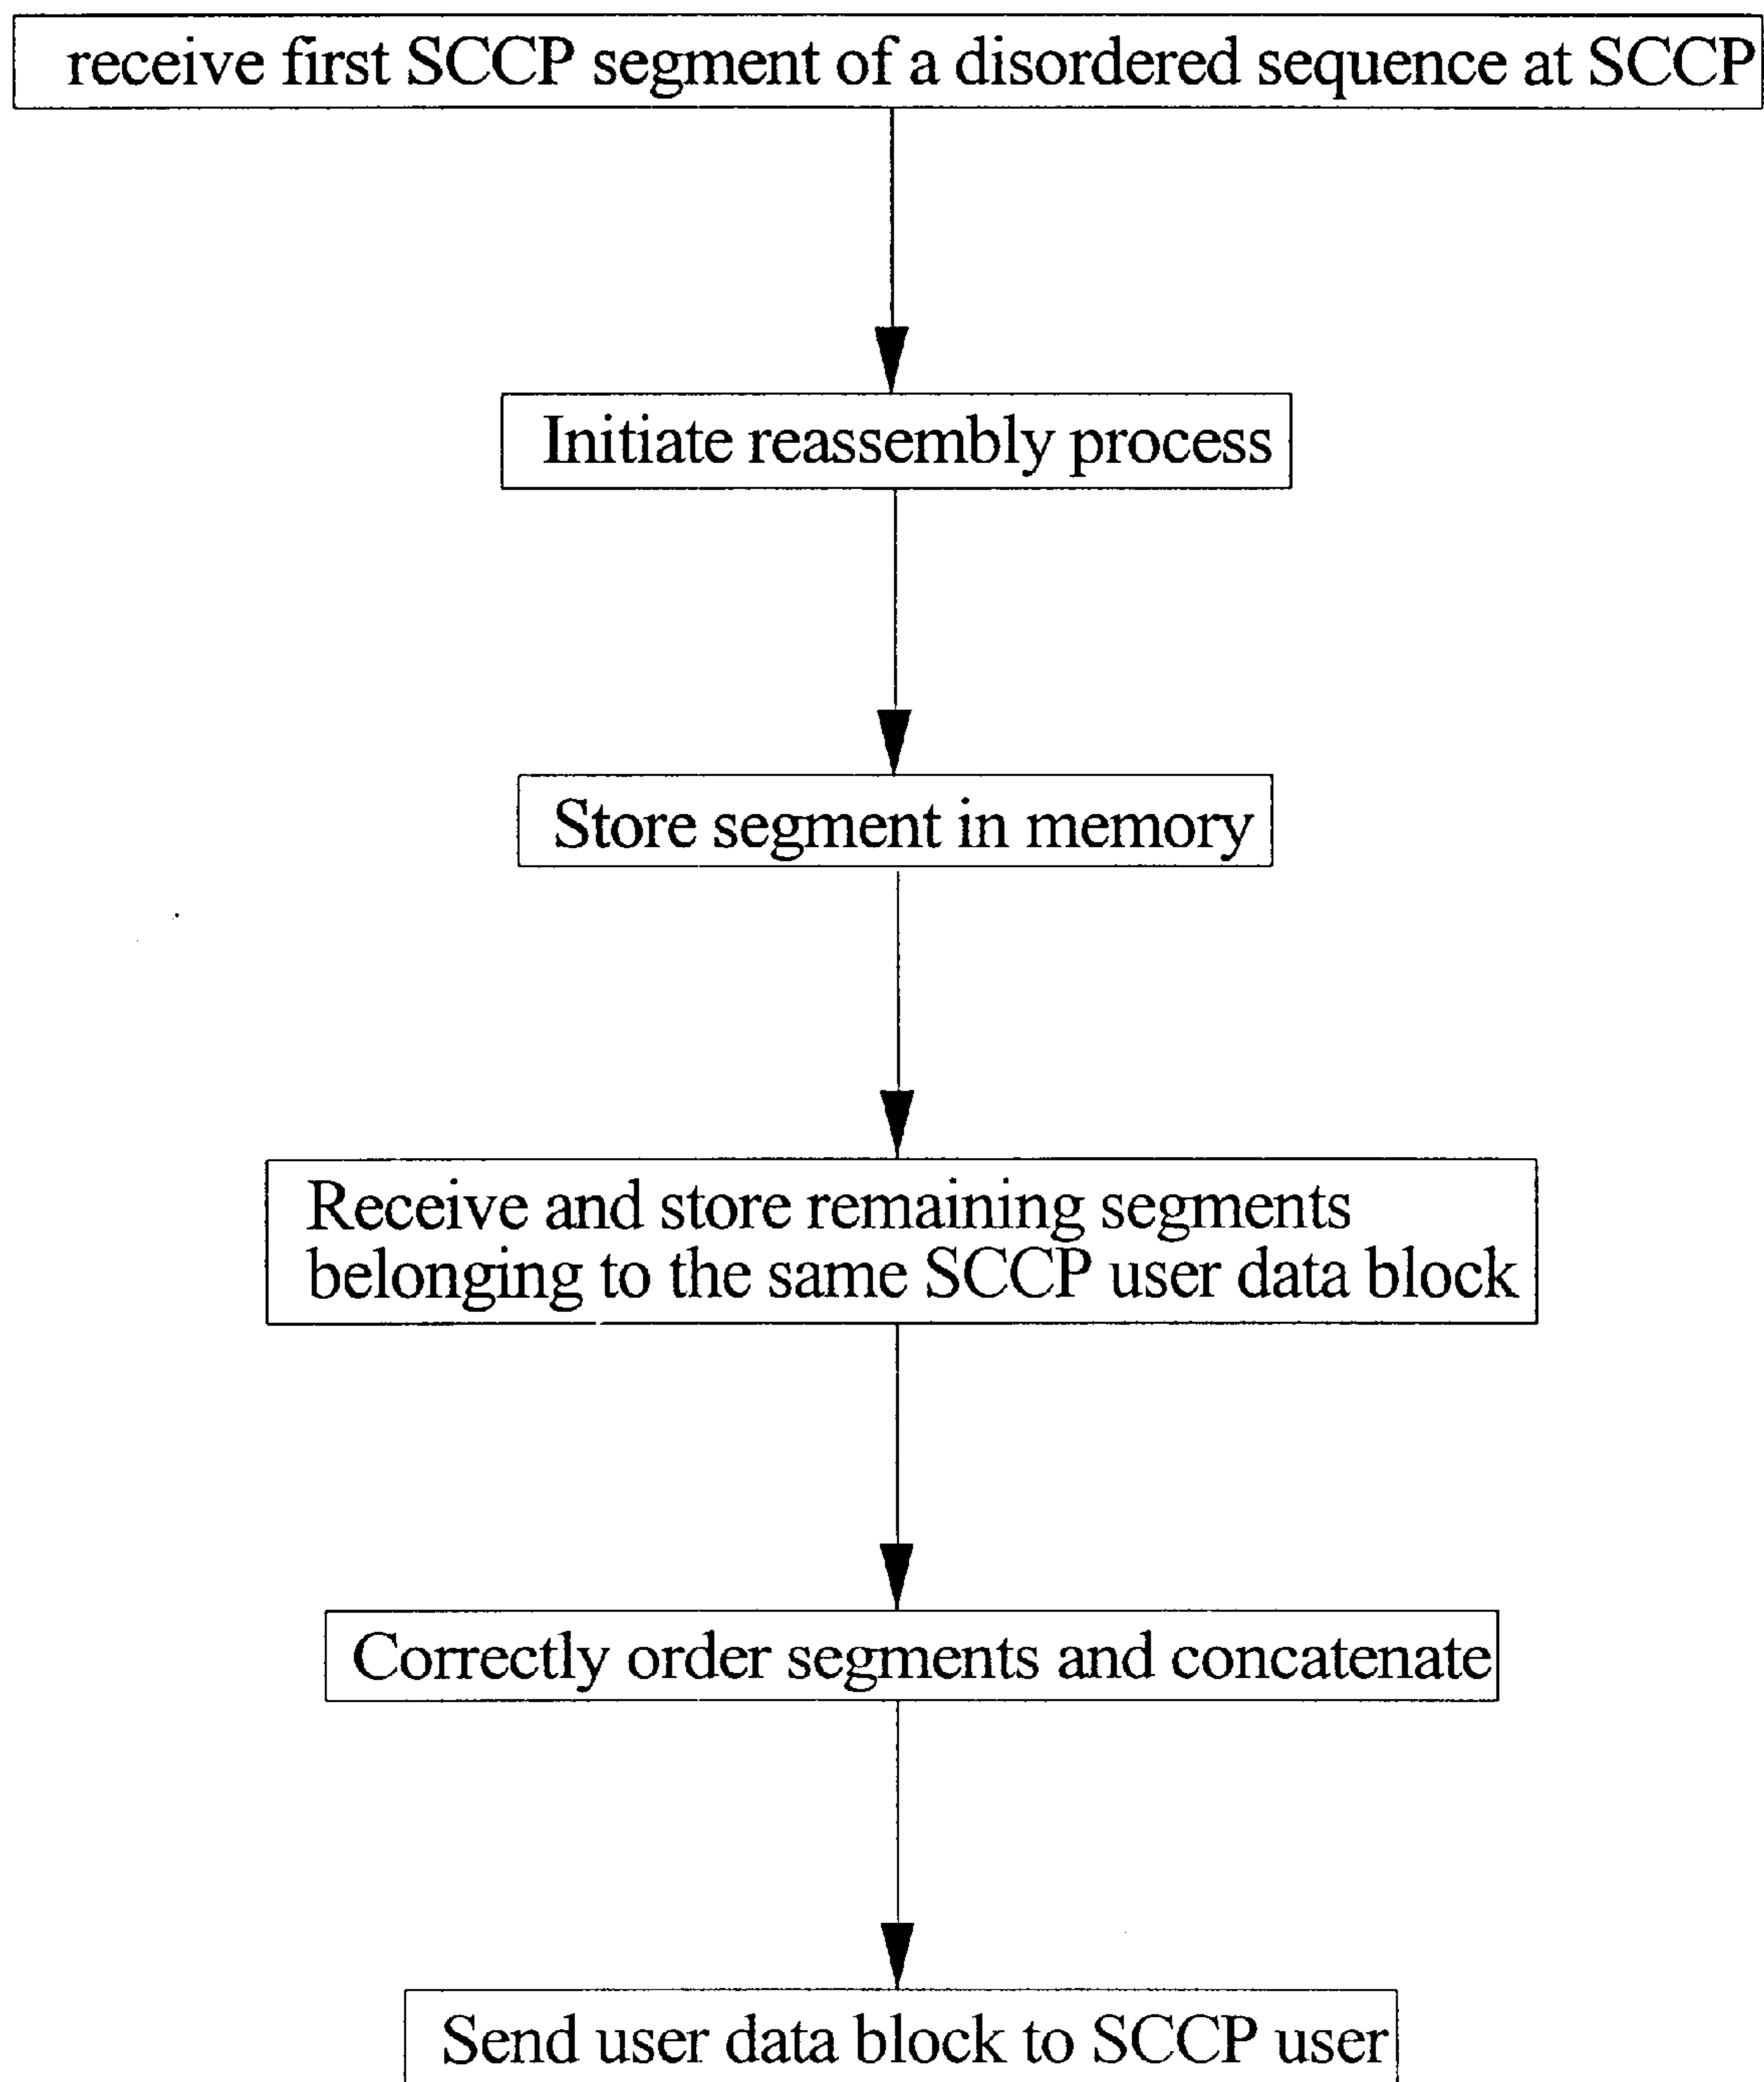 receive first SCCP segment of a disordered sequence at SCCP
Initiate reassembly process
Store segment in memory
Receive and store remaining segments
belonging to the same SCCP user data block
Correctly order segments and concatenate
Send user data block to SCCP user